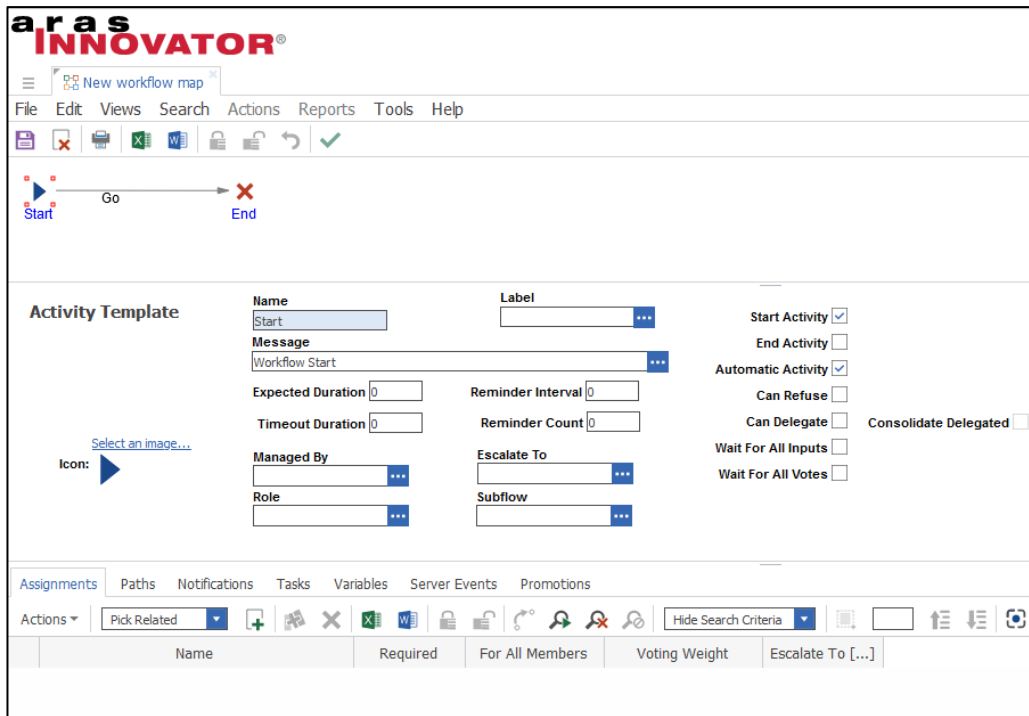 aras
INNOVATOR®
New workflow map
File Edit Views Search Actions Reports Tools Help
Go
Start End
Activity Template
Name Label
Start
Start Activity
Message
End Activity
Workflow Start
Automatic Activity
Expected Duration 0 Reminder Interval 0
Can Refuse
Timeout Duration 0 Reminder Count 0
Can Delegate Consolidate Delegated
Select an image...
Wait For All Inputs
Icon:
Managed By Escalate To
Wait For All Votes
Role Subflow
Assignments Paths Notifications Tasks Variables Server Events Promotions
Actions Pick Related Hide Search Criteria
Name Required For All Members Voting Weight Escalate To [...]